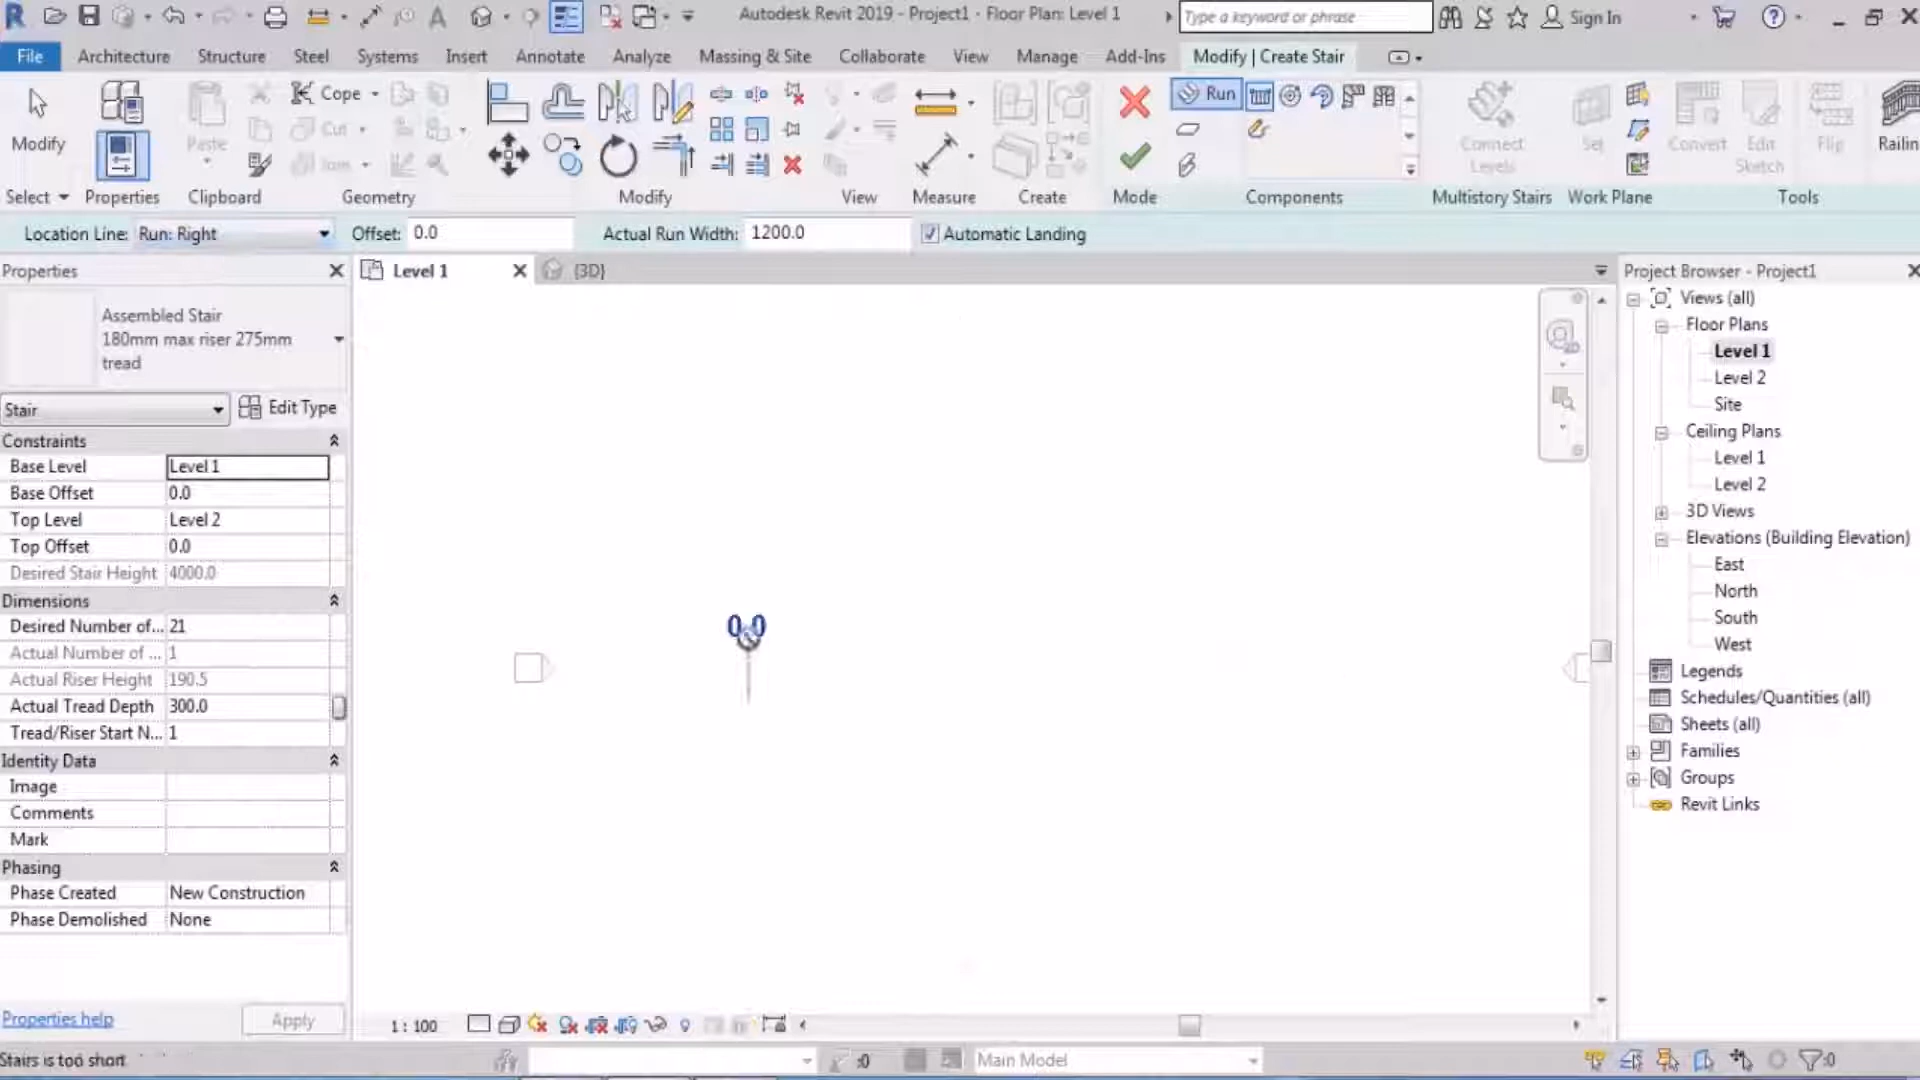 Autodesk Revit 2019 - Project1 - Floor Plan: Level 1
Type a keyword or phrase
Sign In
File Architecture Structure Steel Systems Insert Annotate Analyze Massing & Site Collaborate View Manage Add-Ins Modify | Create Stair
Modify
Cope
Cut
Join
Paste
Run
Connect Levels
Set
Convert
Edit Sketch
Flip
Railin
Select Properties Clipboard Geometry Modify View Measure Create Mode Components Multistory Stairs Work Plane Tools
Location Line: Run: Right
Offset: 0.0
Actual Run Width: 1200.0
Automatic Landing
Properties
Level 1
{3D}
Project Browser - Project1
Assembled Stair
180mm max riser 275mm
tread
Stair
Edit Type
Constraints
Base Level Level 1
Base Offset 0.0
Top Level Level 2
Top Offset 0.0
Desired Stair Height 4000.0
Dimensions
Desired Number of... 21
Actual Number of ... 1
Actual Riser Height 190.5
Actual Tread Depth 300.0
Tread/Riser Start N... 1
Identity Data
Image
Comments
Mark
Phasing
Phase Created New Construction
Phase Demolished None
Properties help
Apply
0.0
Views (all)
Floor Plans
Level 1
Level 2
Site
Ceiling Plans
Level 1
Level 2
3D Views
Elevations (Building Elevation)
East
North
South
West
Legends
Schedules/Quantities (all)
Sheets (all)
Families
Groups
Revit Links
1 : 100
Stairs is too short
:0
Main Model
:0